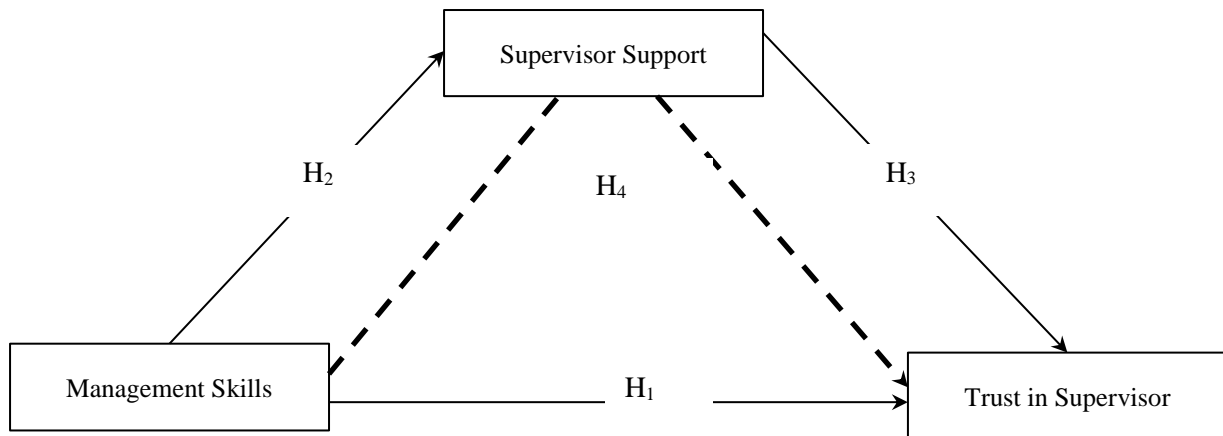 Supervisor Support
H₂
H₄
H₃
Management Skills
H₁
Trust in Supervisor